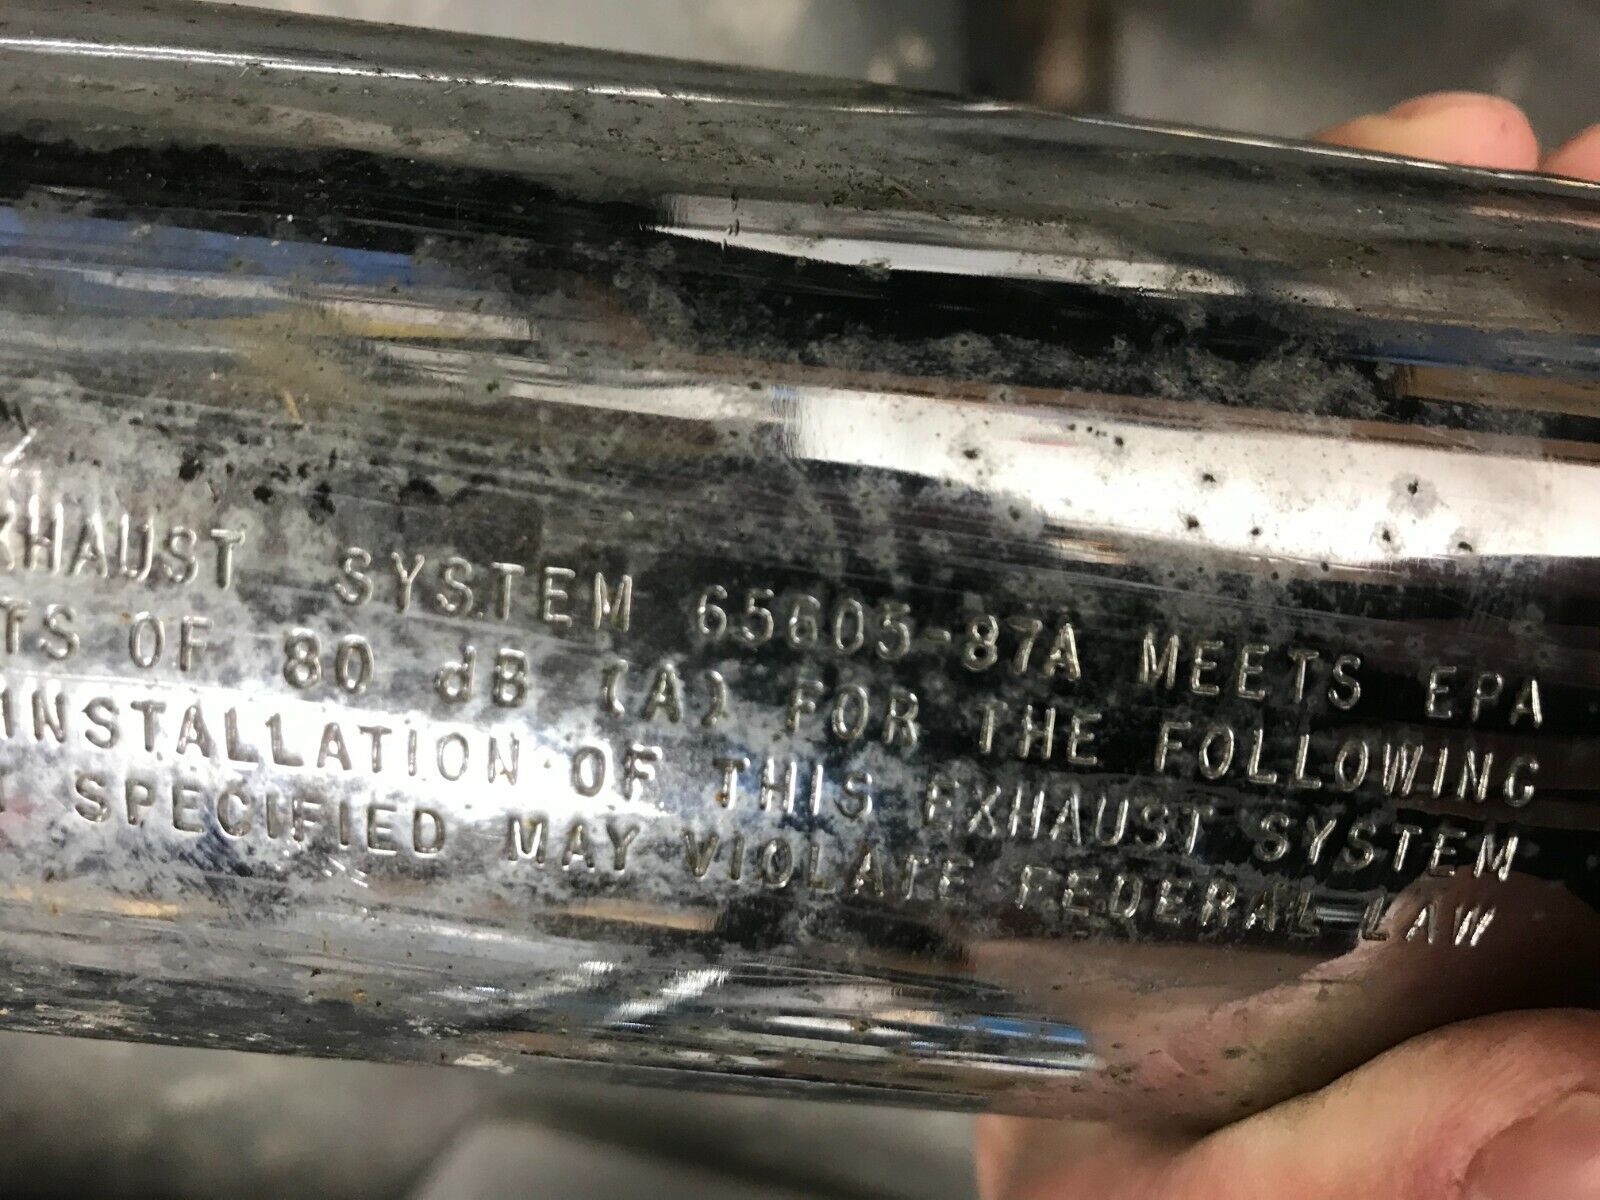 XHAUST SYSTEM 65605-87A MEETS EPA
TS OF 80 dB (A) FOR THE FOLLOWING
INSTALLATION OF THIS EXHAUST SYSTEM
SPECIFIED MAY VIOLATE FEDERAL LAW